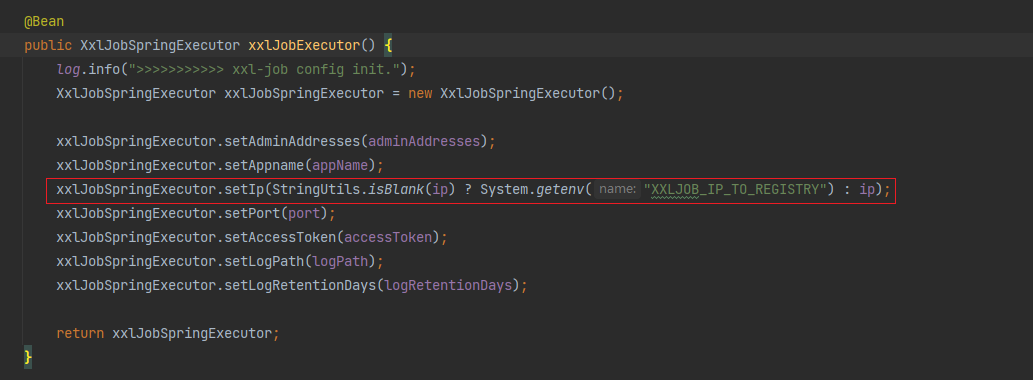 @Bean
public XxlJobSpringExecutor xxlJobExecutor() {
log.info(">>>>>>>>>>> xxl-job config init.");
XxlJobSpringExecutor xxlJobSpringExecutor = new XxlJobSpringExecutor();
xxlJobSpringExecutor.setAdminAddresses(adminAddresses);
xxlJobSpringExecutor.setAppname(appName);
xxlJobSpringExecutor.setIp(StringUtils.isBlank(ip) ? System.getenv( name: "XXLJOB_IP_TO_REGISTRY") : ip);
xxlJobSpringExecutor.setPort(port);
xxlJobSpringExecutor.setAccessToken(accessToken);
xxlJobSpringExecutor.setLogPath(logPath);
xxlJobSpringExecutor.setLogRetentionDays(logRetentionDays);
return xxlJobSpringExecutor;
}